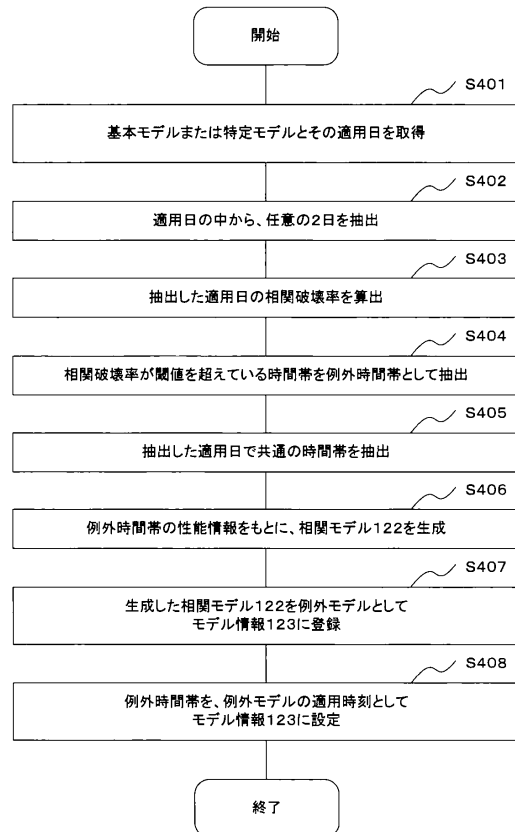 開始
S401
基本モデルまたは特定モデルとその適用日を取得
S402
適用日の中から、任意の2日を抽出
S403
抽出した適用日の相関破壊率を算出
S404
相関破壊率が閾値を超えている時間帯を例外時間帯として抽出
S405
抽出した適用日で共通の時間帯を抽出
S406
例外時間帯の性能情報をもとに、相関モデル122を生成
S407
生成した相関モデル122を例外モデルとして
モデル情報123に登録
S408
例外時間帯を、例外モデルの適用時刻として
モデル情報123に設定
終了